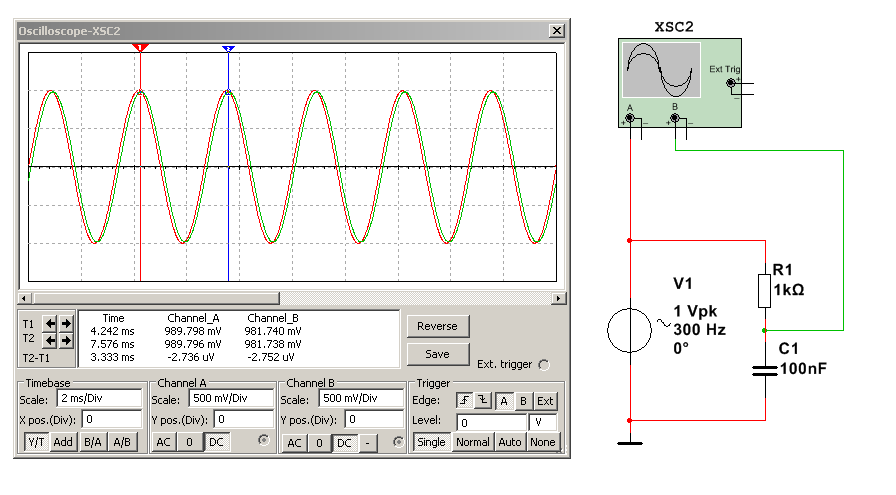 Oscilloscope-XSC2
1
2
T1
T2
T2-T1
Time Channel_A Channel_B
4.242 ms 989.798 mV 981.740 mV
7.576 ms 989.796 mV 981.738 mV
3.333 ms -2.736 uV -2.752 uV
Reverse
Save
Ext. trigger
Timebase
Scale: 2 ms/Div
X pos.(Div): 0
Y/T Add B/A A/B
Channel A
Scale: 500 mV/Div
Y pos.(Div): 0
AC 0 DC
Channel B
Scale: 500 mV/Div
Y pos.(Div): 0
AC 0 DC -
Trigger
Edge: A B Ext
Level: 0 V
Single Normal Auto None
XSC2
Ext Trig
+
_
A B
+ _ + _
V1
1 Vpk
300 Hz
0°
R1
1kΩ
C1
100nF